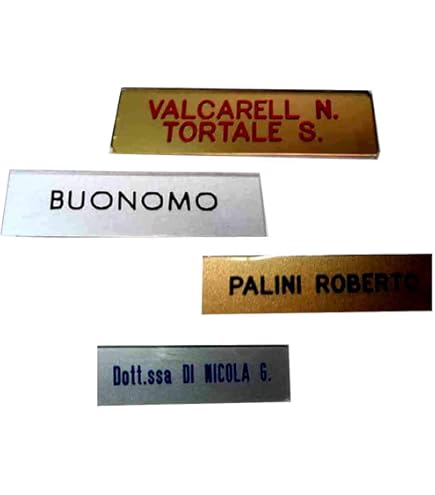 VALCARELL N.
TORTALE S.
BUONOMO
PALINI ROBERTO
Dott.ssa DI NICOLA G.